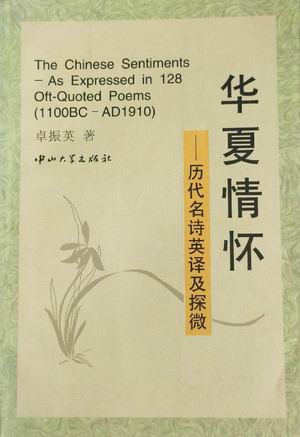 The Chinese Sentiments
– As Expressed in 128
Oft-Quoted Poems
(1100BC – AD1910)
卓振英 著
中山大学出版社
华夏情怀
——历代名诗英译及探微